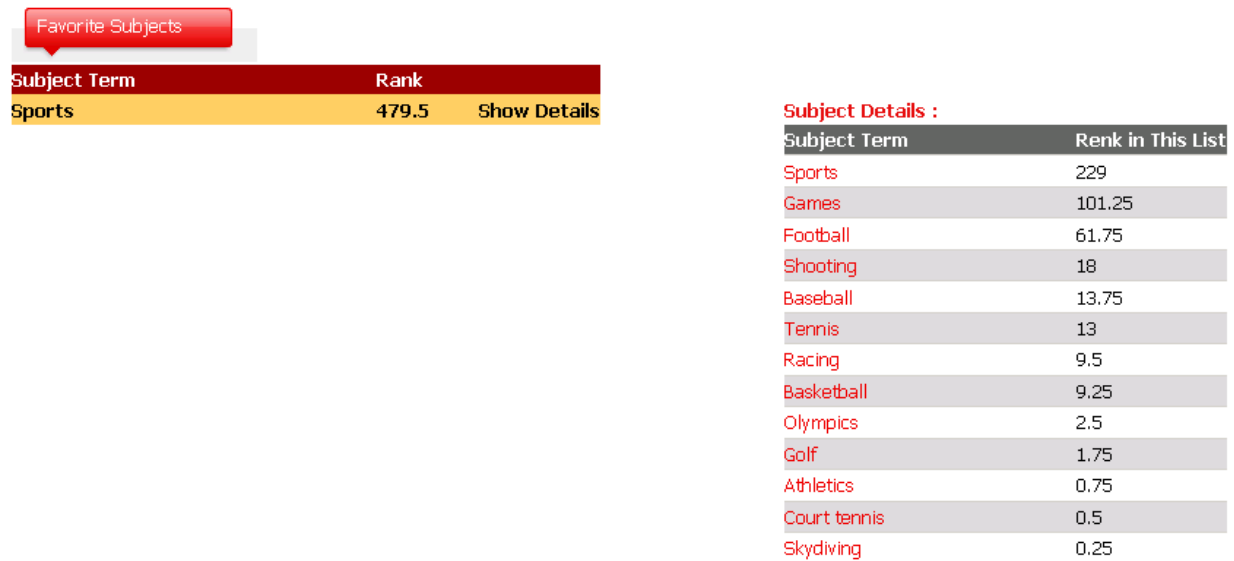 Favorite Subjects
Subject Term Rank
Sports 479.5 Show Details
Subject Details :
Subject Term Renk in This List
Sports 229
Games 101.25
Football 61.75
Shooting 18
Baseball 13.75
Tennis 13
Racing 9.5
Basketball 9.25
Olympics 2.5
Golf 1.75
Athletics 0.75
Court tennis 0.5
Skydiving 0.25